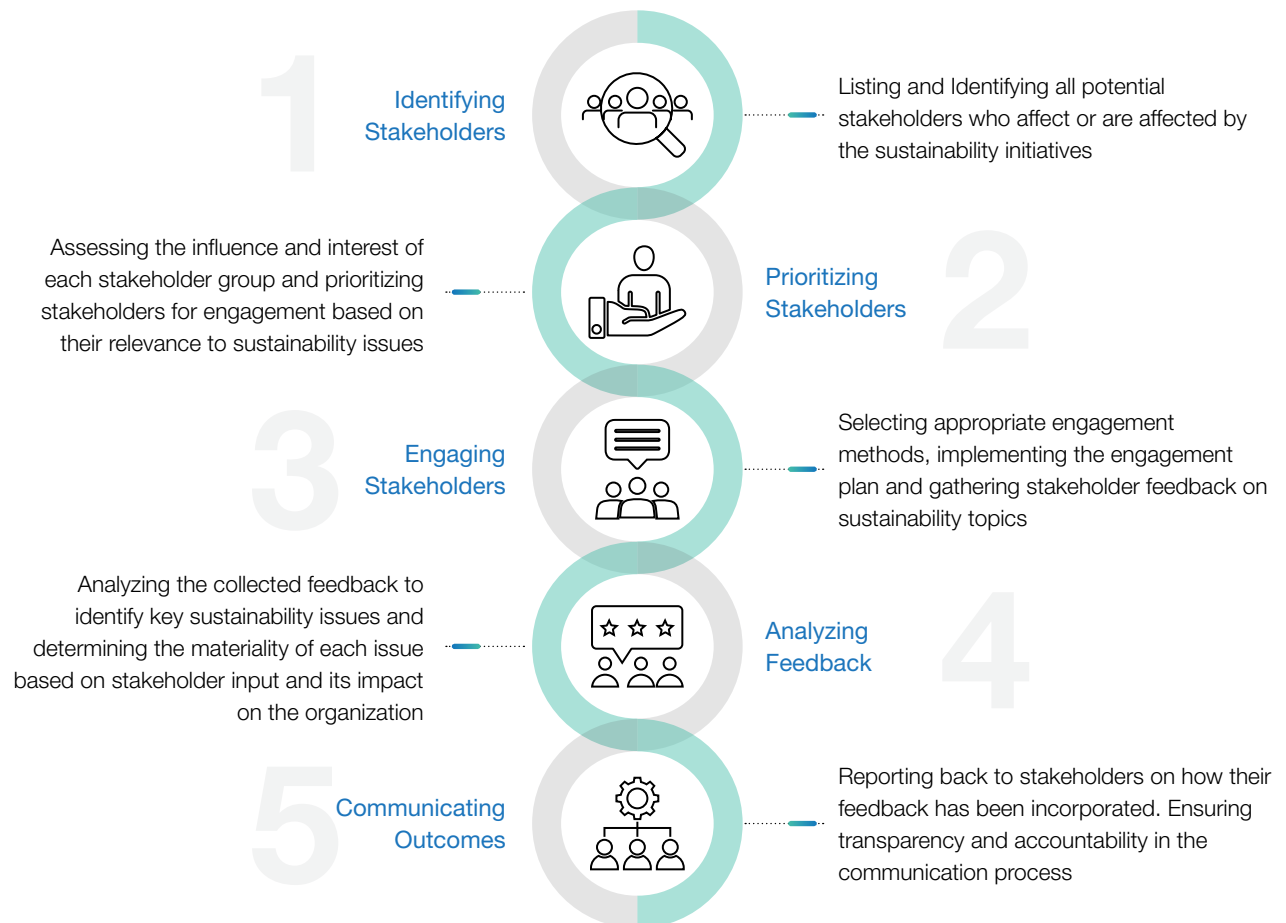 1
Identifying
Stakeholders
Listing and Identifying all potential
stakeholders who affect or are affected by
the sustainability initiatives
2
Prioritizing
Stakeholders
Assessing the influence and interest of
each stakeholder group and prioritizing
stakeholders for engagement based on
their relevance to sustainability issues
3
Engaging
Stakeholders
Selecting appropriate engagement
methods, implementing the engagement
plan and gathering stakeholder feedback on
sustainability topics
4
Analyzing
Feedback
Analyzing the collected feedback to
identify key sustainability issues and
determining the materiality of each issue
based on stakeholder input and its impact
on the organization
5
Communicating
Outcomes
Reporting back to stakeholders on how their
feedback has been incorporated. Ensuring
transparency and accountability in the
communication process